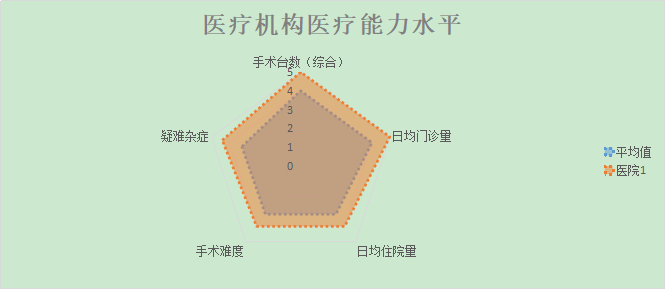 医疗机构医疗能力水平
手术台数（综合）
5
4
3
2
1
0
疑难杂症
日均门诊量
手术难度
日均住院量
平均值
医院1